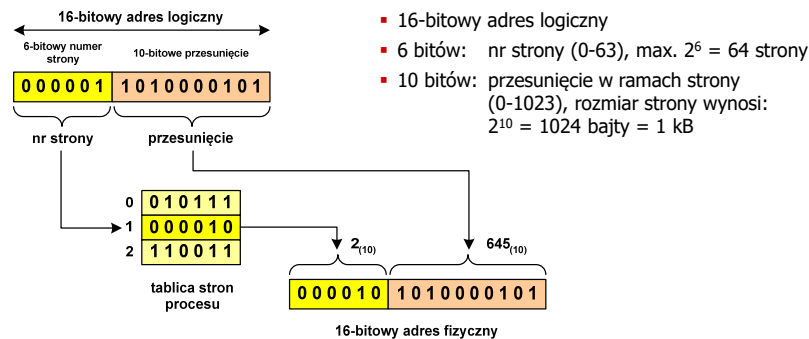 16-bitowy adres logiczny
6-bitowy numer strony
10-bitowe przesunięcie
0 0 0 0 0 1 1 0 1 0 0 0 0 1 0 1
nr strony przesunięcie
▪ 16-bitowy adres logiczny
▪ 6 bitów: nr strony (0-63), max. 2⁶ = 64 strony
▪ 10 bitów: przesunięcie w ramach strony
(0-1023), rozmiar strony wynosi:
2¹⁰ = 1024 bajty = 1 kB
0 0 1 0 1 1 1
1 0 0 0 0 1 0
2 1 1 0 0 1 1
tablica stron
procesu
2(10) 645(10)
0 0 0 0 1 0 1 0 1 0 0 0 0 1 0 1
16-bitowy adres fizyczny